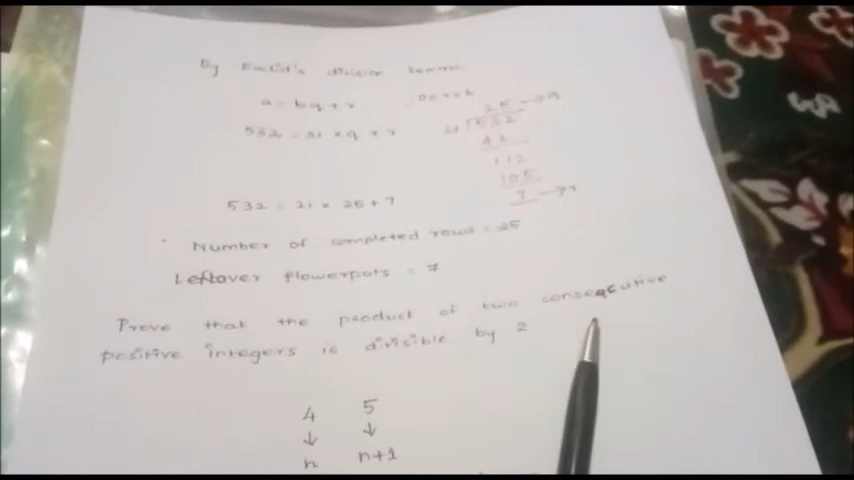 By Euclid's division lemma
a = bq + r    0 ≤ r < b
532 = 21 × q + r
25 → q
21 ) 532
42
112
105
7 → r
532 = 21 × 25 + 7
Number of completed rows = 25
Leftover flowerpots = 7
Prove that the product of two consecutive
positive integers is divisible by 2
4    5
↓    ↓
n    n+1